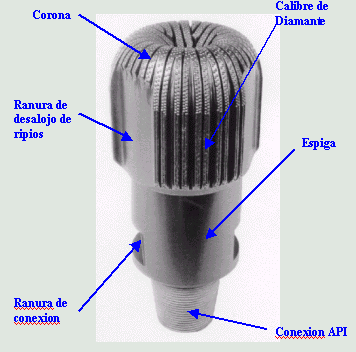 Corona
Calibre de
Diamante
Ranura de
desalojo de
ripios
Espiga
Ranura de
conexion
Conexion API